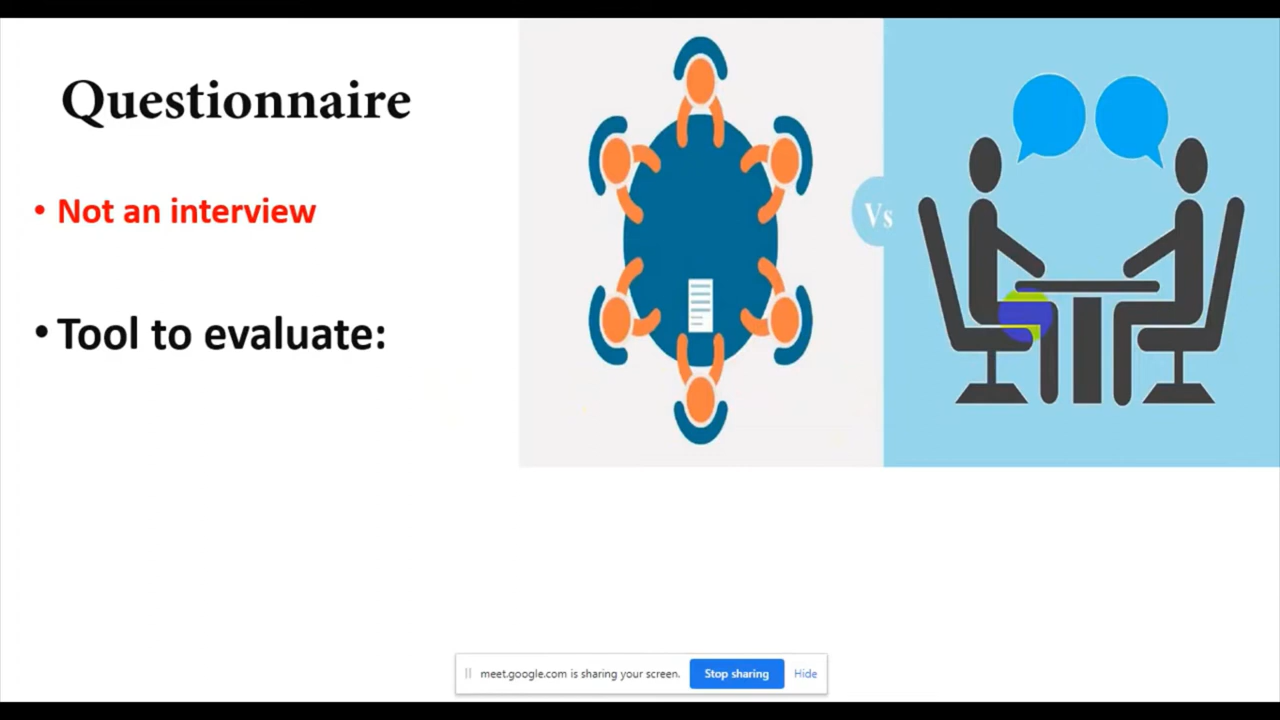 Questionnaire
• Not an interview
• Tool to evaluate:
Vs
meet.google.com is sharing your screen.
Stop sharing
Hide